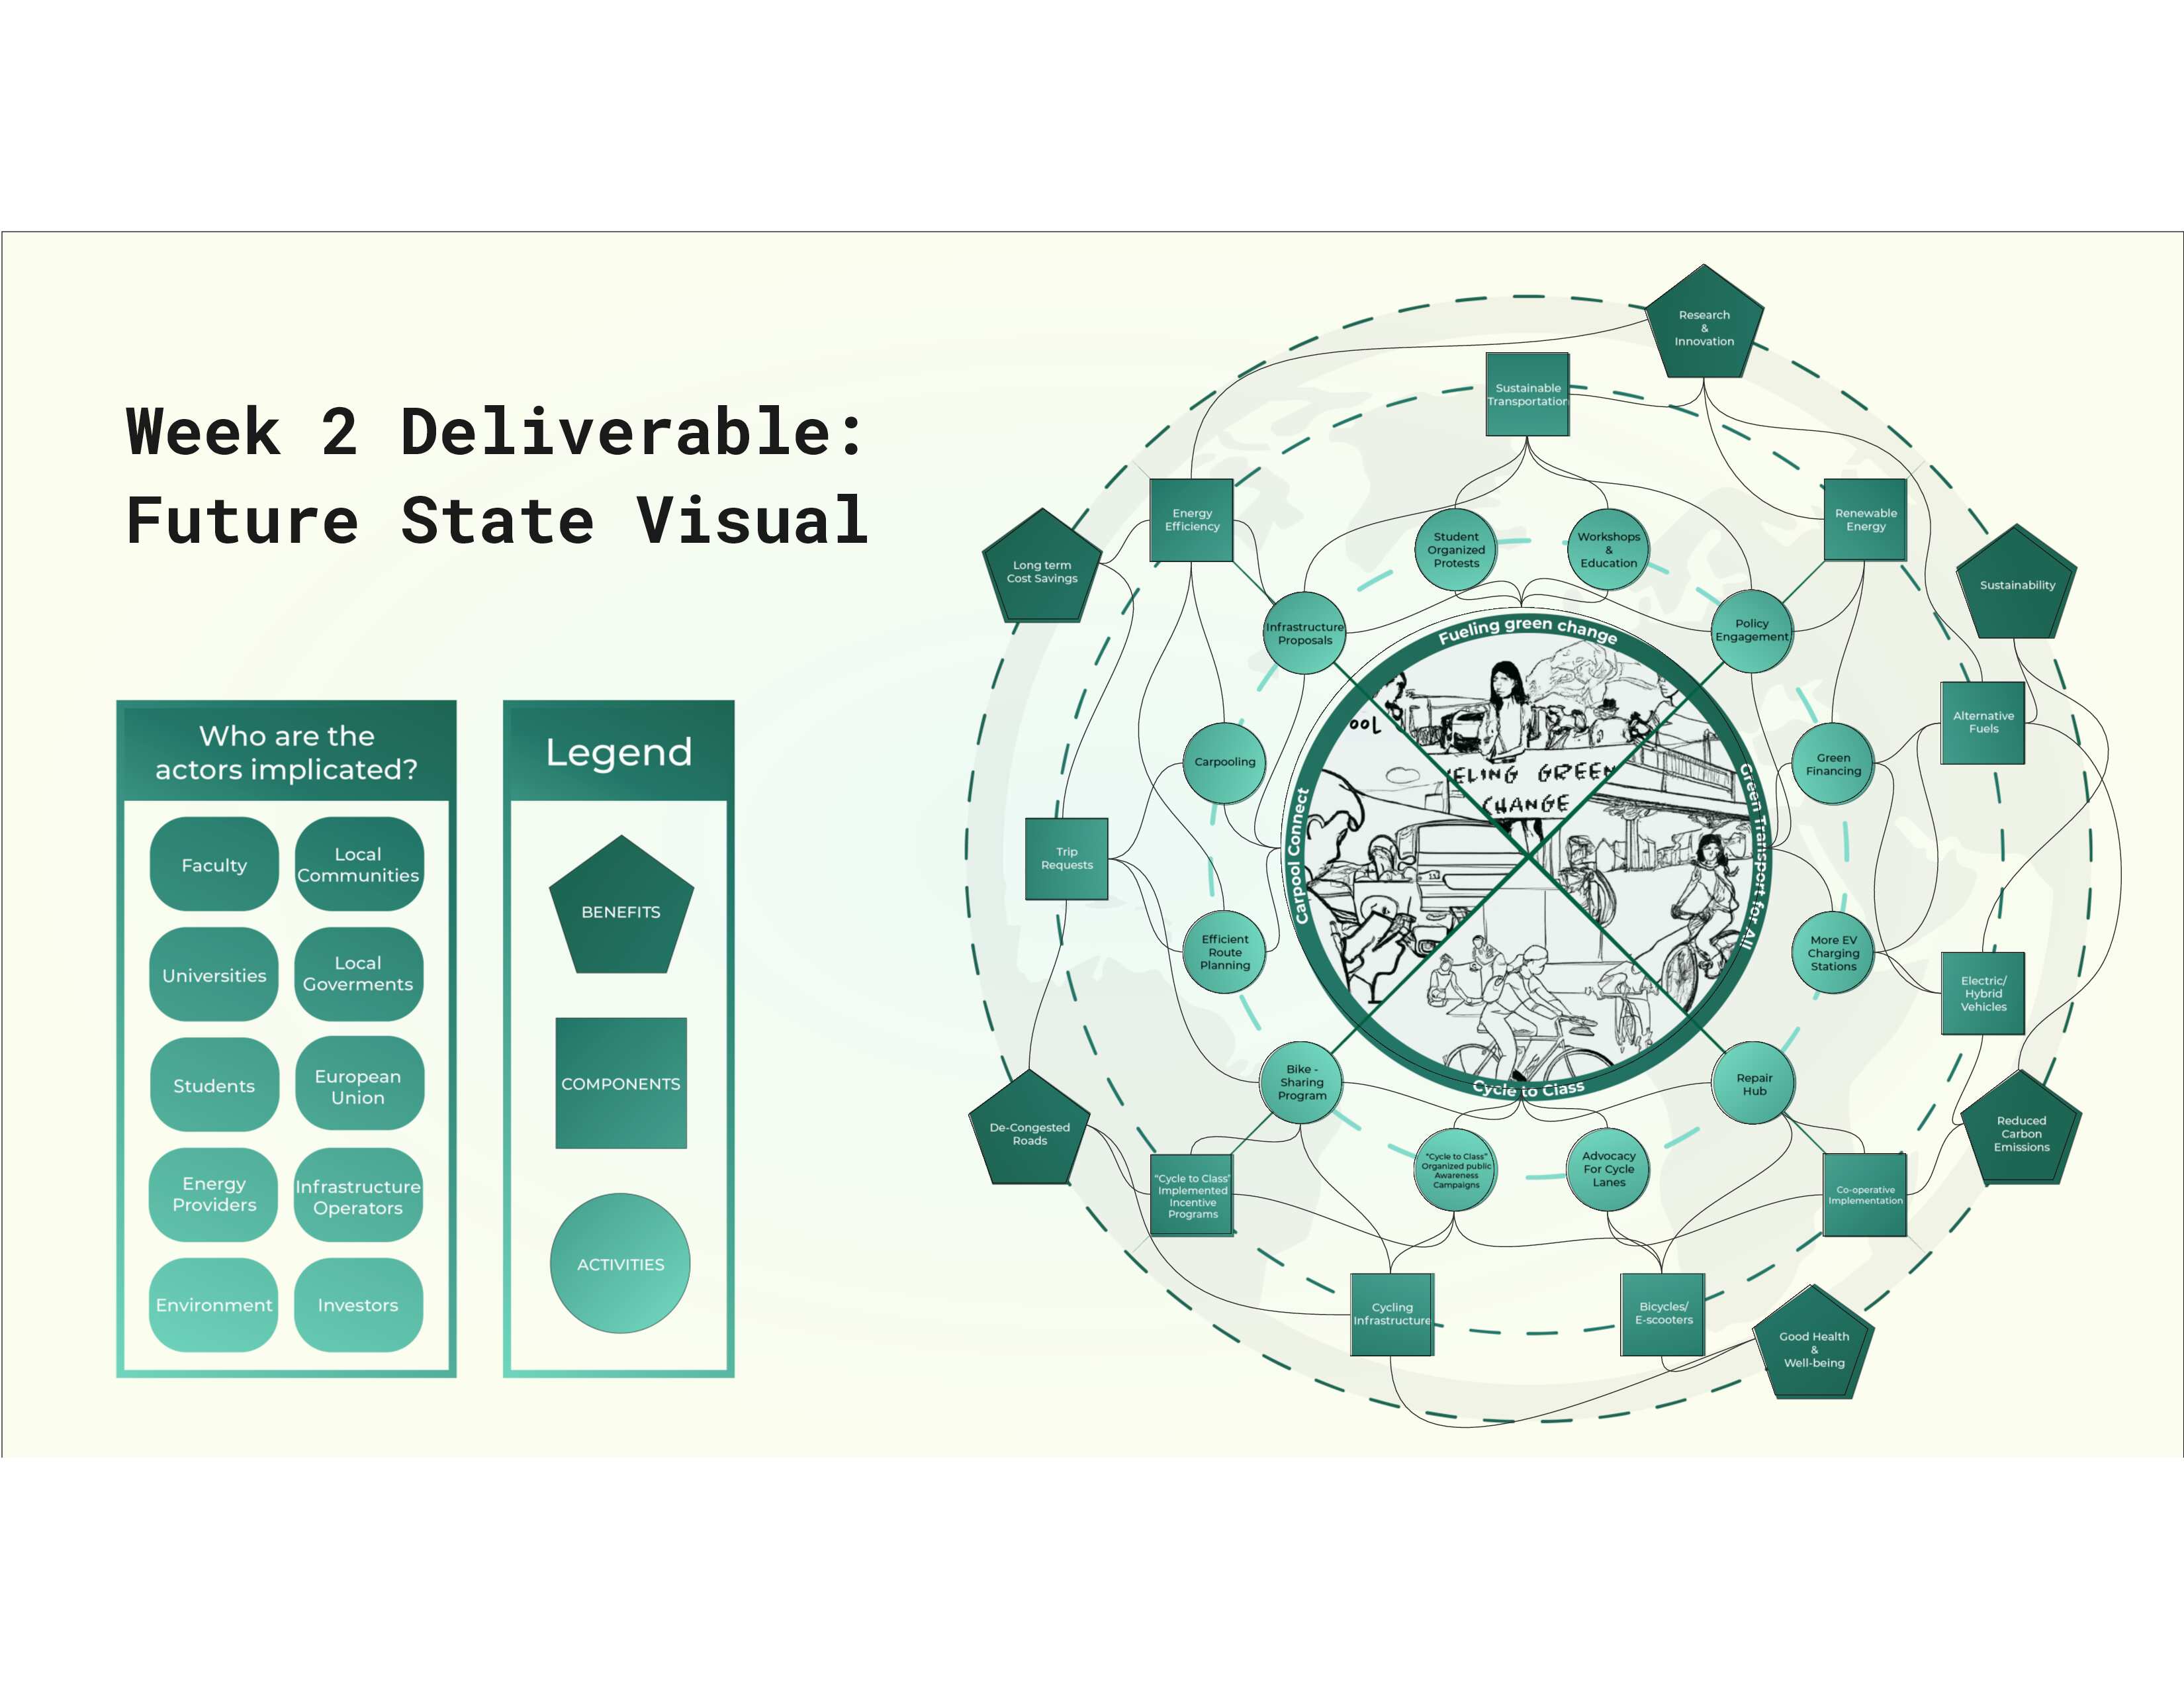 Week 2 Deliverable:
Future State Visual
Who are the
actors implicated?
Faculty
Local
Communities
Universities
Local
Goverments
Students
European
Union
Energy
Providers
Infrastructure
Operators
Environment
Investors
Legend
BENEFITS
COMPONENTS
ACTIVITIES
Research
&
Innovation
Sustainable
Transportation
Energy
Efficiency
Renewable
Energy
Long term
Cost Savings
Sustainability
Student
Organized
Protests
Workshops
&
Education
Infrastructure
Proposals
Policy
Engagement
Fueling green change
Alternative
Fuels
Carpooling
Green
Financing
OOL
ELING GREEN
CHANGE
Carpool Connect
Green Transport for All
Trip
Requests
Efficient
Route
Planning
More EV
Charging
Stations
Electric/
Hybrid
Vehicles
Bike -
Sharing
Program
Cycle to Class
Repair
Hub
De-Congested
Roads
Reduced
Carbon
Emissions
"Cycle to Class"
Organized public
Awareness
Campaigns
Advocacy
For Cycle
Lanes
"Cycle to Class"
Implemented
Incentive
Programs
Co-operative
Implementation
Cycling
Infrastructure
Bicycles/
E-scooters
Good Health
&
Well-being